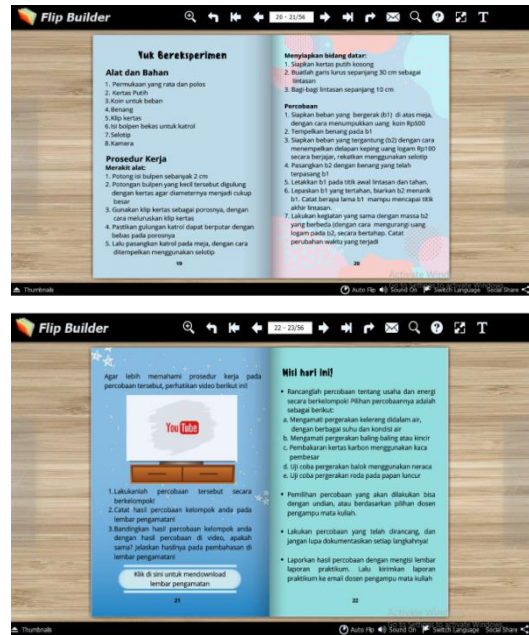 Flip Builder
20 - 21/56
Yuk Bereksperimen
Alat dan Bahan
1. Permukaan yang rata dan polos
2. Kertas Putih
3.Koin untuk beban
4.Benang
5.Klip kertas
6.Isi bolpen bekas untuk katrol
7.Selotip
8.Kamera
Prosedur Kerja
Merakit alat:
1. Potong isi bulpen sebanyak 2 cm
2. Potongan bulpen yang kecil tersebut digulung
dengan kertas agar diameternya menjadi cukup
besar
3. Gunakan klip kertas sebagai porosnya, dengan
cara meluruskan klip kertas
4. Pastikan gulungan katrol dapat berputar dengan
bebas pada porosnya
5. Lalu pasangkan katrol pada meja, dengan cara
ditempelkan menggunakan selotip
19
Menyiapkan bidang datar:
1. Siapkan kertas putih kosong
2. Buatlah garis lurus sepanjang 30 cm sebagai
lintasan
3. Bagi-bagi lintasan sepanjang 10 cm
Percobaan
1. Siapkan beban yang bergerak (b1) di atas meja,
dengan cara menumpukkan uang koin Rp500
2. Tempelkan benang pada b1
3. Siapkan beban yang tergantung (b2) dengan cara
menempelkan delapan keping uang logam Rp100
secara berjajar, rekatkan menggunakan selotip
4. Pasangkan b2 dengan benang yang telah
terpasang b1
5. Letakkan b1 pada titik awal lintasan dan tahan.
6. Lepaskan b1 yang tertahan, biarkan b2 menarik
b1. Catat berapa lama b1 mampu mencapai titik
akhir lintasan.
7. Lakukan kegiatan yang sama dengan massa b2
yang berbeda (dengan cara mengurangi uang
logam pada b2, secara bertahap. Catat
perubahan waktu yang terjadi
20
Activate Wind
Go to Settings to activate Windows.
Thumbnails
Auto Flip
Sound On
Switch Language
Social Share
Flip Builder
22 - 23/56
Agar lebih memahami prosedur kerja pada
percobaan tersebut, perhatikan video berikut ini!
YouTube
1.Lakukanlah percobaan tersebut secara
berkelompok!
2.Catat hasil percobaan kelompok anda pada
lembar pengamatan!
3.Bandingkan hasil percobaan kelompok anda
dengan hasil percobaan di video, apakah
sama? Jelaskan hasilnya pada pembahasan di
lembar pengamatan!
Klik di sini untuk mendownload
lembar pengamatan
21
Misi hari ini!
Rancanglah percobaan tentang usaha dan energi
secara berkelompok! Pilihan percobaannya adalah
sebagai berikut:
a. Mengamati pergerakan kelereng didalam air,
dengan berbagai suhu dan kondisi air
b. Mengamati pergerakan baling-baling atau kincir
c. Pembakaran kertas karbon menggunakan kaca
pembesar
d. Uji coba pergerakan balok menggunakan neraca
e. Uji coba pergerakan roda pada papan luncur
Pemilihan percobaan yang akan dilakukan bisa
dengan undian, atau berdasarkan pilihan dosen
pengampu mata kuliah.
Lakukan percobaan yang telah dirancang, dan
jangan lupa dokumentasikan setiap langkahnya!
Laporkan hasil percobaan dengan mengisi lembar
laporan praktikum. Lalu kirimkan laporan
praktikum ke email dosen pengampu mata kuliah
22
Activate Wind
Go to Settings to activate Windows.
Thumbnails
Auto Flip
Sound On
Switch Language
Social Share